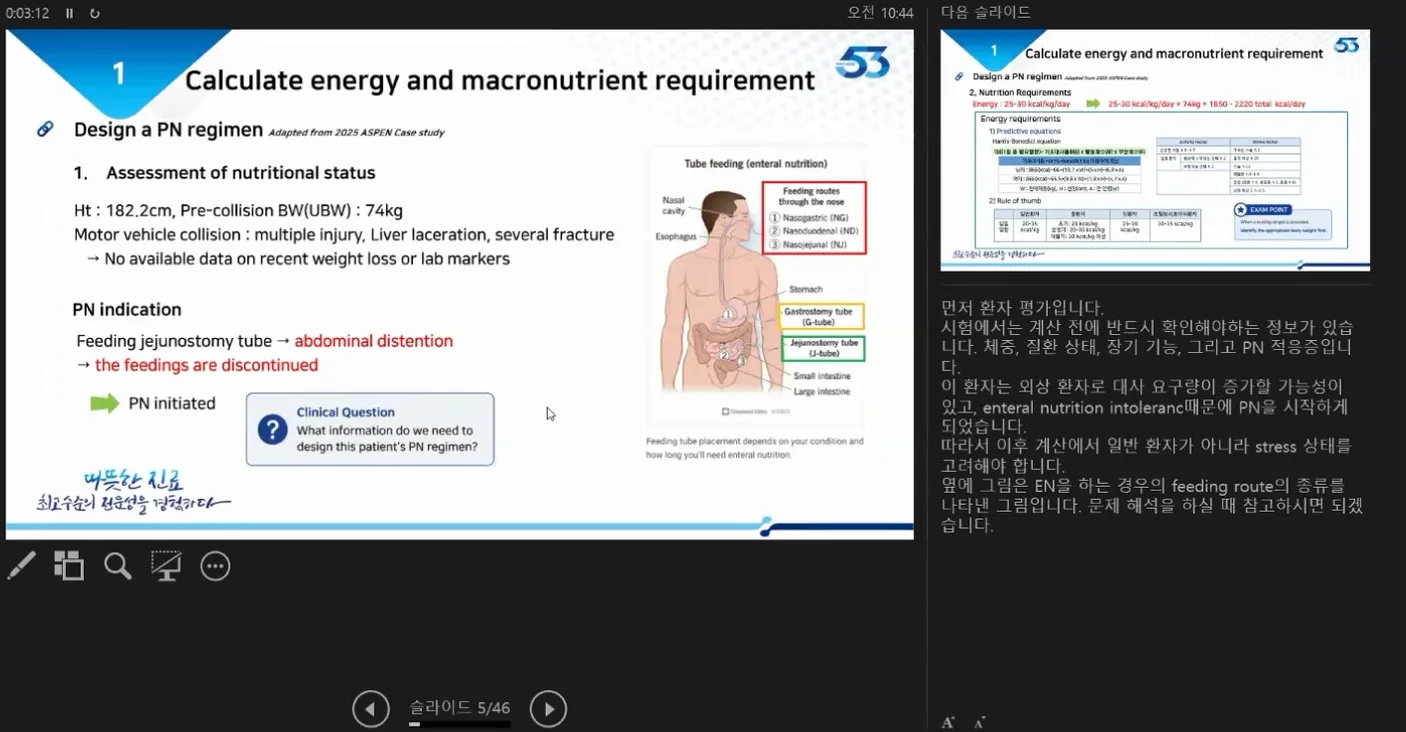 0:03:12
오전 10:44
1
Calculate energy and macronutrient requirement
53
Design a PN regimen Adapted from 2025 ASPEN Case study
1. Assessment of nutritional status
Ht : 182.2cm, Pre-collision BW(UBW) : 74kg
Motor vehicle collision : multiple injury, Liver laceration, several fracture
→ No available data on recent weight loss or lab markers
PN indication
Feeding jejunostomy tube → abdominal distention
→ the feedings are discontinued
PN initiated
?
Clinical Question
What information do we need to
design this patient's PN regimen?
Tube feeding (enteral nutrition)
Nasal
cavity
Esophagus
Feeding routes
through the nose
① Nasogastric (NG)
② Nasoduodenal (ND)
③ Nasojejunal (NJ)
Stomach
Gastrostomy tube
(G-tube)
Jejunostomy tube
(J-tube)
Small intestine
Large intestine
1
2
3
Feeding tube placement depends on your condition and
how long you'll need enteral nutrition.
따뜻한 진료
최고수준의 전문성을 경험하다
슬라이드 5/46
다음 슬라이드
1
Calculate energy and macronutrient requirement
53
Design a PN regimen Adapted from 2025 ASPEN Case study
2, Nutrition Requirements
Energy : 25-30 kcal/kg/day 25-30 kcal/kg/day × 74kg = 1850 - 2220 total kcal/day
Energy requirements
1) Predictive equations
Harris-Benedict equation
2) Rule of thumb
EXAM POINT
Identify the appropriate body weight first.
먼저 환자 평가입니다.
시험에서는 계산 전에 반드시 확인해야하는 정보가 있습
니다. 체중, 질환 상태, 장기 기능, 그리고 PN 적응증입니
다.
이 환자는 외상 환자로 대사 요구량이 증가할 가능성이
있고, enteral nutrition intoleranc때문에 PN을 시작하게
되었습니다.
따라서 이후 계산에서 일반 환자가 아니라 stress 상태를
고려해야 합니다.
옆에 그림은 EN을 하는 경우의 feeding route의 종류를
나타낸 그림입니다. 문제 해석을 하실 때 참고하시면 되겠
습니다.
A A